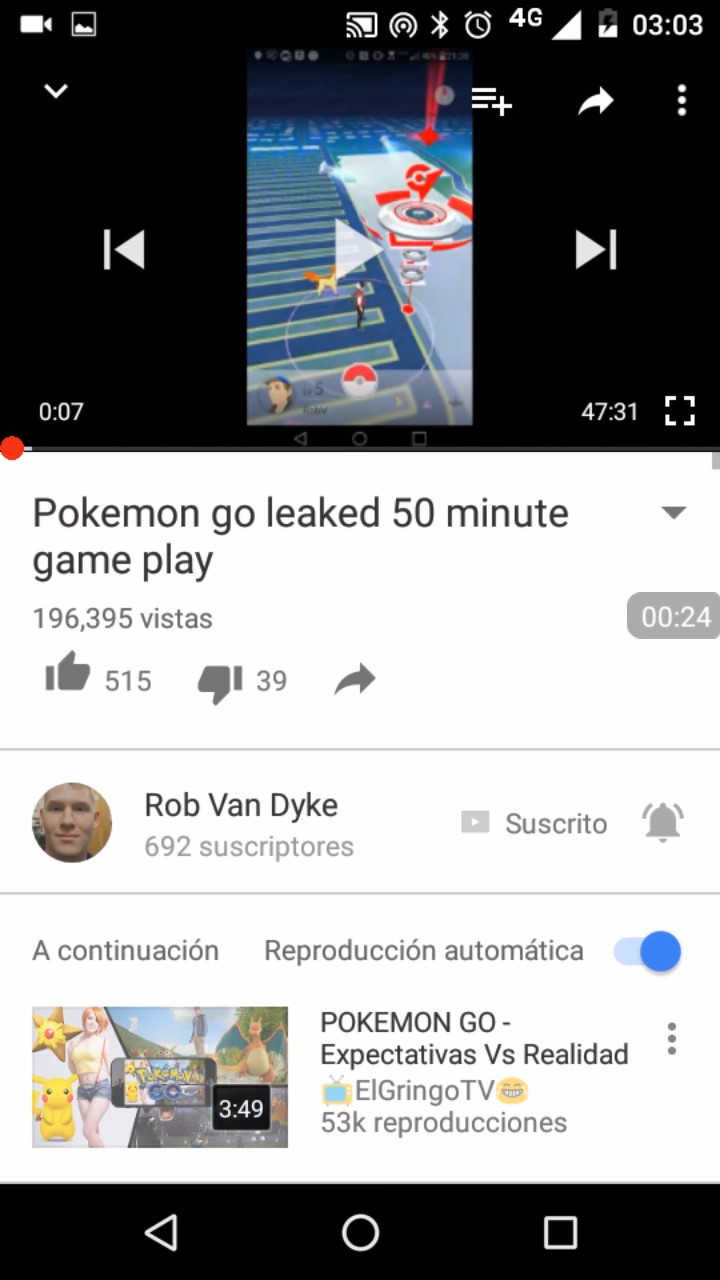 4G 03:03
0:07 47:31
Pokemon go leaked 50 minute
game play
196,395 vistas
00:24
515 39
Rob Van Dyke
692 suscriptores
Suscrito
A continuación Reproducción automática
POKEMON GO -
Expectativas Vs Realidad
ElGringoTV
53k reproducciones
3:49
POKÉMON
GO